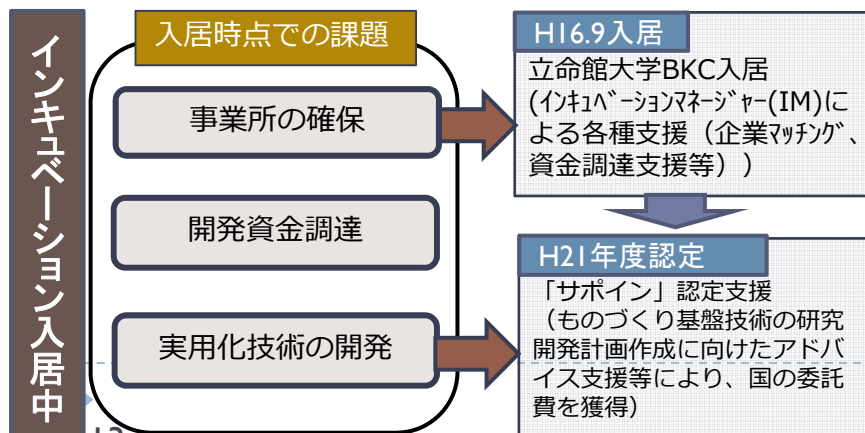 インキュベーション入居中
入居時点での課題
事業所の確保
開発資金調達
実用化技術の開発
H16.9入居
立命館大学BKC入居
(ｲﾝｷｭﾍﾞｰｼｮﾝﾏﾈｰｼﾞｬｰ(IM)に
よる各種支援（企業ﾏｯﾁﾝｸﾞ、
資金調達支援等））
H21年度認定
「サポイン」認定支援
（ものづくり基盤技術の研究
開発計画作成に向けたアドバ
イス支援等により、国の委託
費を獲得）